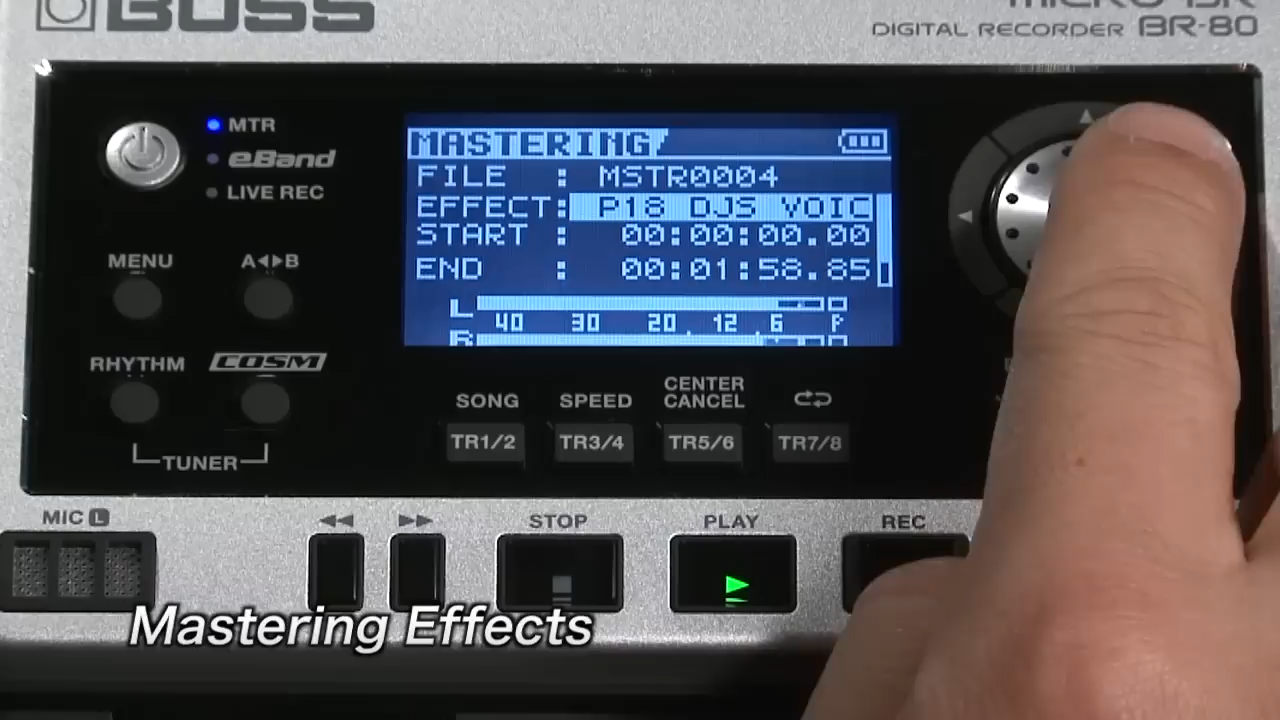 BOSS
MICRO BR
DIGITAL RECORDER BR-80
MTR
eBand
LIVE REC
MENU
A◀▶B
RHYTHM
COSM
TUNER
MASTERING
FILE : MSTR0004
EFFECT: P18 DJS VOIC
START : 00:00:00.00
END : 00:01:58.85
L
40 30 20 12 6
R
SONG
SPEED
CENTER
CANCEL
TR1/2
TR3/4
TR5/6
TR7/8
MIC L
STOP
PLAY
REC
Mastering Effects